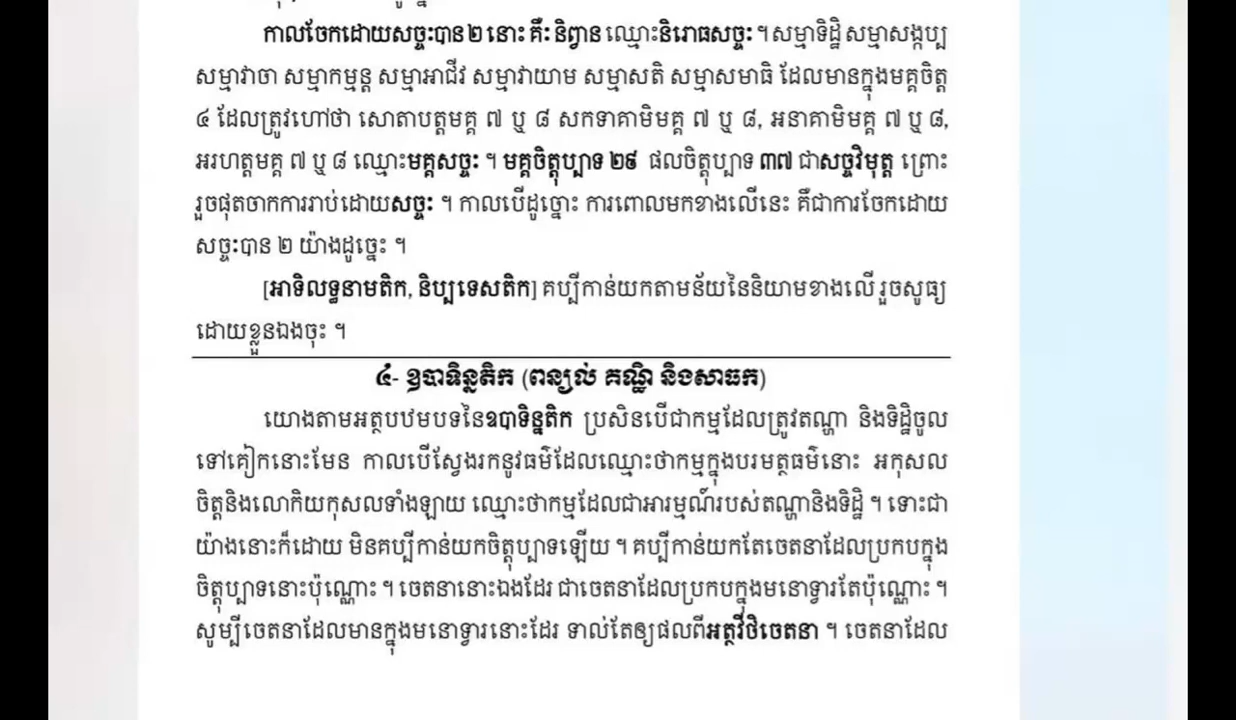 កាលចែកដោយសច្ចៈបាន ២ នោះ គឺៈ និព្វាន ឈ្មោះនិរោធសច្ចៈ ។ សម្មាទិដ្ឋិ សម្មាសង្កប្ប
សម្មាវាចា សម្មាកម្មន្ត សម្មាអាជីវ សម្មាវាយាម សម្មាសតិ សម្មាសមាធិ ដែលមានក្នុងមគ្គចិត្ត
៤ ដែលត្រូវហៅថា សោតាបត្តមគ្គ ៧ ឬ ៨ សកទាគាមិមគ្គ ៧ ឬ ៨, អនាគាមិមគ្គ ៧ ឬ ៨,
អរហត្តមគ្គ ៧ ឬ ៨ ឈ្មោះមគ្គសច្ចៈ ។ មគ្គចិត្តុប្បាទ ២៩ ផលចិត្តុប្បាទ ៣៧ ជាសច្ចវិមុត្ត ព្រោះ
រួចផុតចាកការរាប់ដោយសច្ចៈ ។ កាលបើដូច្នោះ ការពោលមកខាងលើនេះ គឺជាការចែកដោយ
សច្ចៈបាន ២ យ៉ាងដូច្នេះ ។
[អាទិលទ្ធនាមតិក, និប្បទេសតិក] គប្បីកាន់យកតាមន័យនៃនិយាមខាងលើ រួចសូធ្យ
ដោយខ្លួនឯងចុះ ។
៤- ឧបាទិន្នតិក (ពន្យល់ គណ្ឋិ និងសាធក)
យោងតាមអត្ថបឋមបទនៃឧបាទិន្នតិក ប្រសិនបើជាកម្មដែលត្រូវតណ្ហា និងទិដ្ឋិចូល
ទៅគៀកនោះមែន កាលបើស្វែងរកនូវធម៌ដែលឈ្មោះថាកម្មក្នុងបរមត្ថធម៌នោះ អកុសល
ចិត្តនិងលោកិយកុសលទាំងឡាយ ឈ្មោះថាកម្មដែលជាអារម្មណ៍របស់តណ្ហានិងទិដ្ឋិ ។ ទោះជា
យ៉ាងនោះក៏ដោយ មិនគប្បីកាន់យកចិត្តុប្បាទឡើយ ។ គប្បីកាន់យកតែចេតនាដែលប្រកបក្នុង
ចិត្តុប្បាទនោះប៉ុណ្ណោះ ។ ចេតនានោះឯងដែរ ជាចេតនាដែលប្រកបក្នុងមនោទ្វារតែប៉ុណ្ណោះ ។
សូម្បីចេតនាដែលមានក្នុងមនោទ្វារនោះដែរ ទាល់តែឲ្យផលពីអត្ថវីថិចេតនា ។ ចេតនាដែល